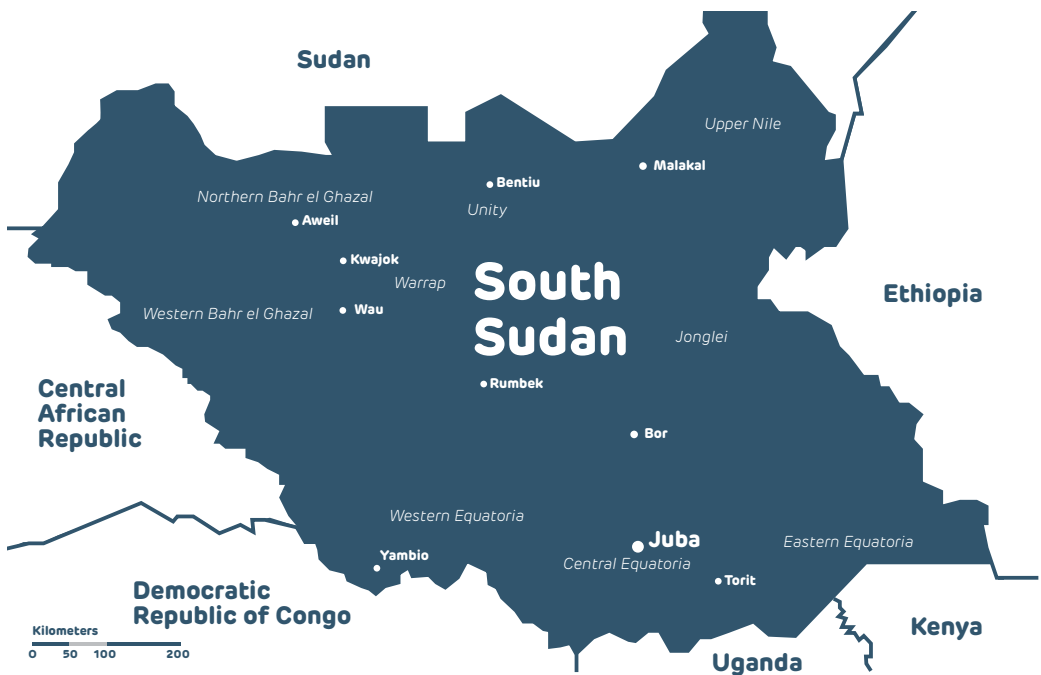 Sudan
Upper Nile
Malakal
Bentiu
Northern Bahr el Ghazal
Unity
Aweil
Kwajok
South
Sudan
Warrap
Ethiopia
Western Bahr el Ghazal
Wau
Jonglei
Rumbek
Central
African
Republic
Bor
Western Equatoria
Juba
Eastern Equatoria
Yambio
Central Equatoria
Torit
Democratic
Republic of Congo
Kenya
Kilometers
0 50 100 200
Uganda